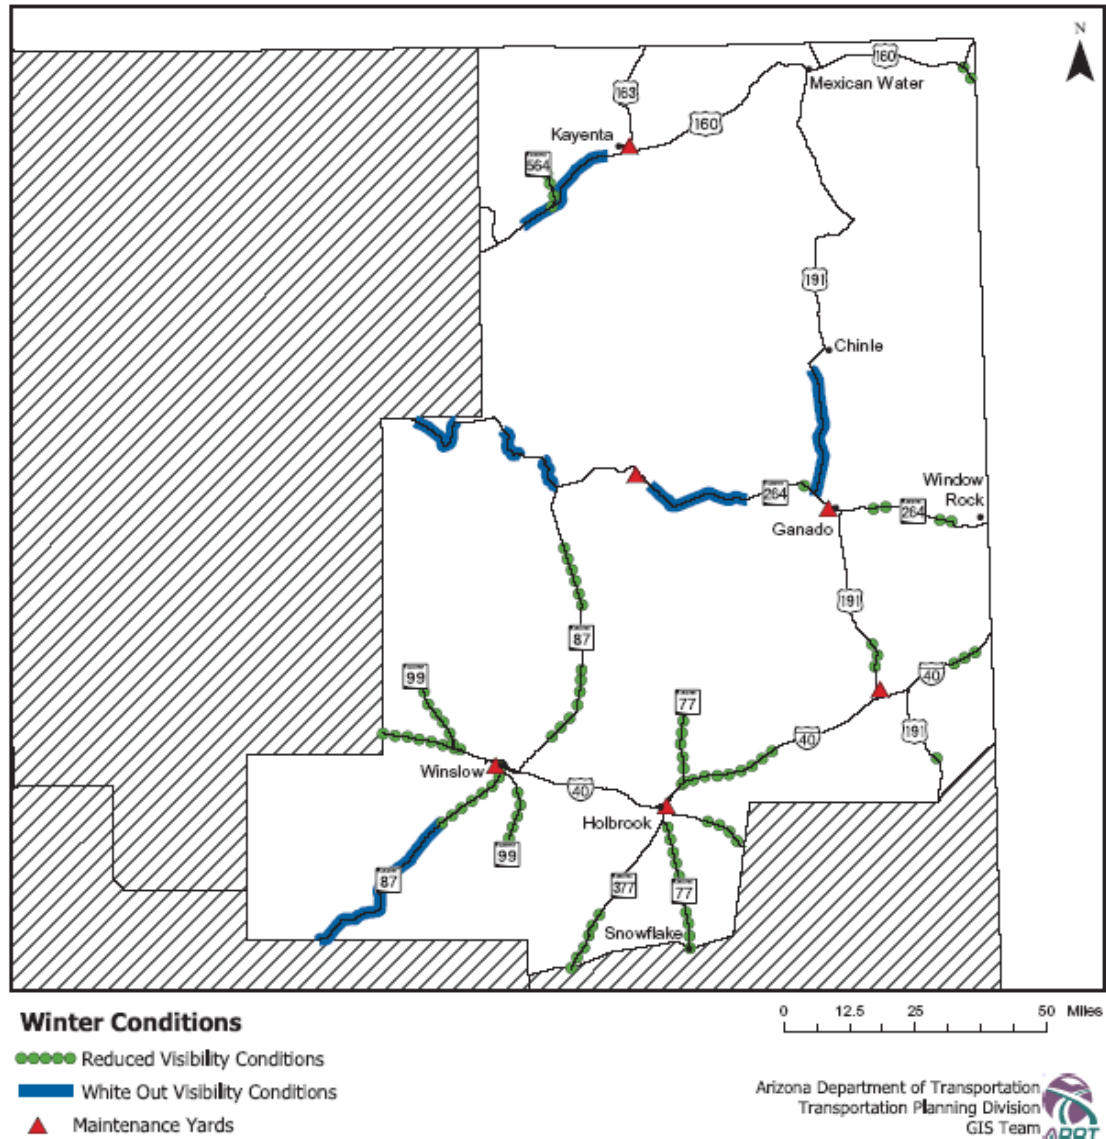 N
160
Mexican Water
163
160
Kayenta
564
191
Chinle
Window
Rock
264
264
Ganado
191
87
99
40
77
191
40
Winslow
40
Holbrook
99
87
377
77
Snowflake
Winter Conditions
0 12.5 25 50 Miles
Reduced Visibility Conditions
White Out Visibility Conditions
Maintenance Yards
Arizona Department of Transportation
Transportation Planning Division
GIS Team
ADOT